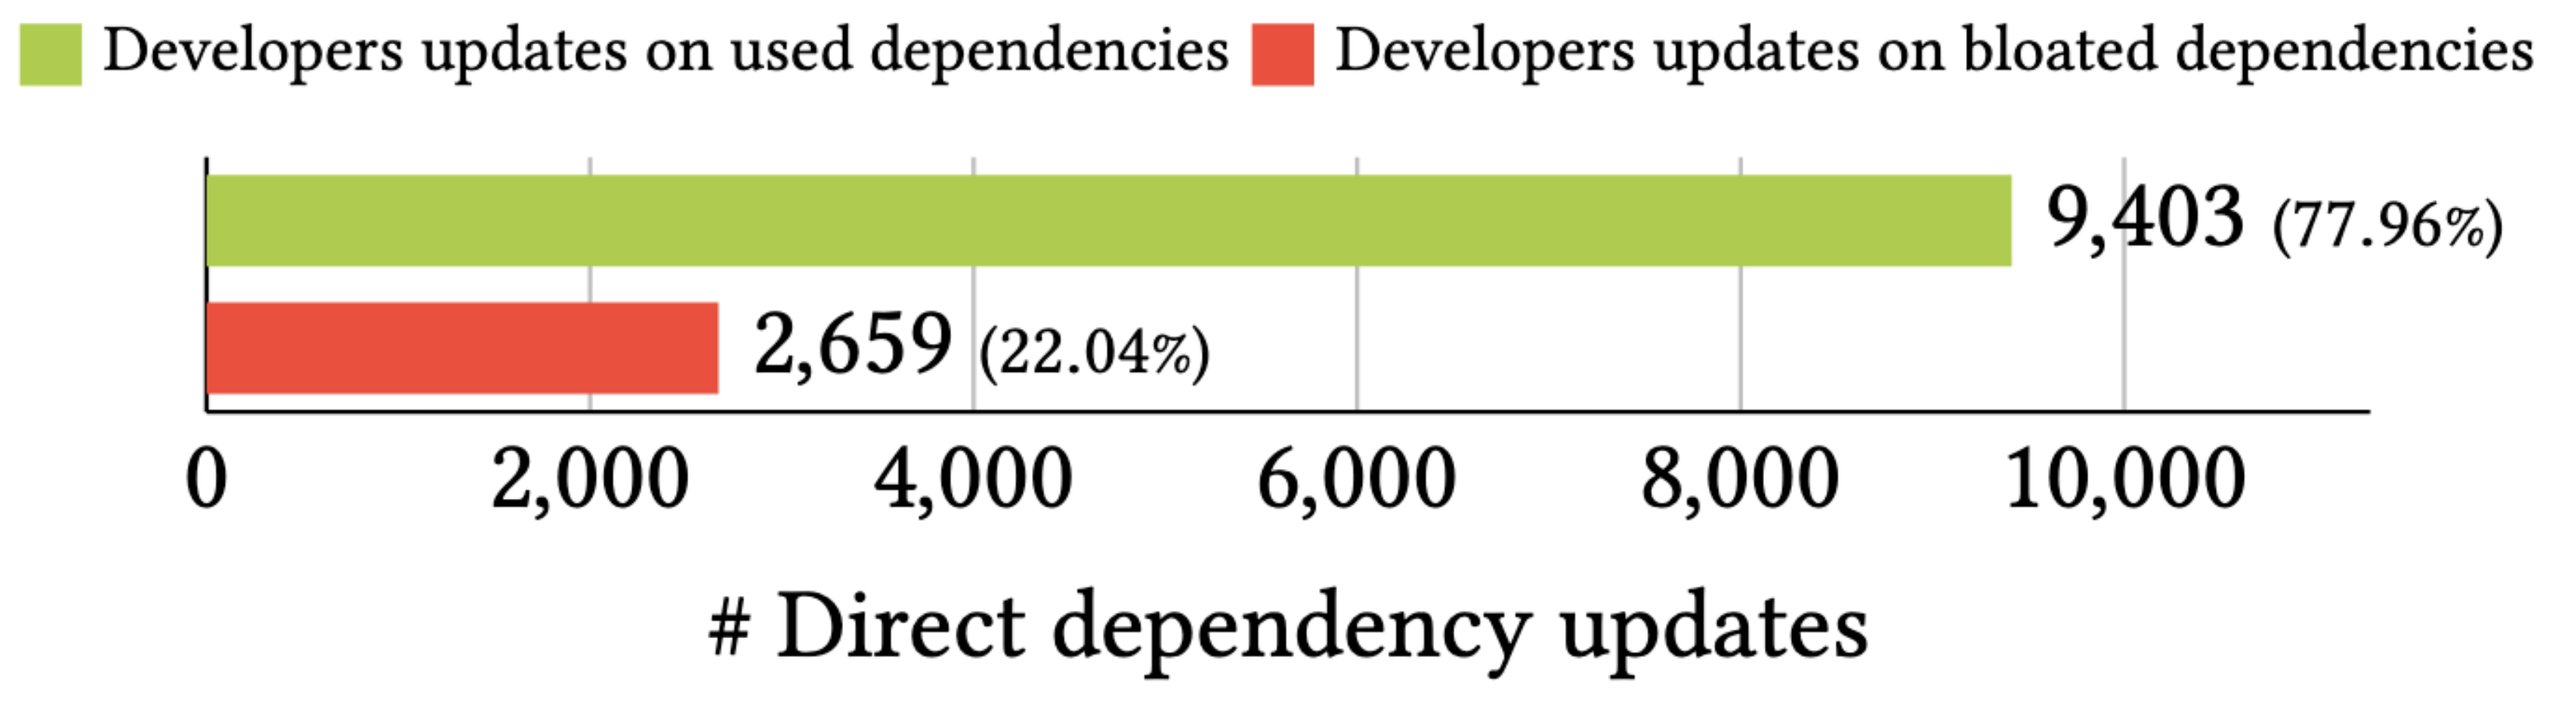 Developers updates on used dependencies Developers updates on bloated dependencies
9,403 (77.96%)
2,659 (22.04%)
0 2,000 4,000 6,000 8,000 10,000
# Direct dependency updates